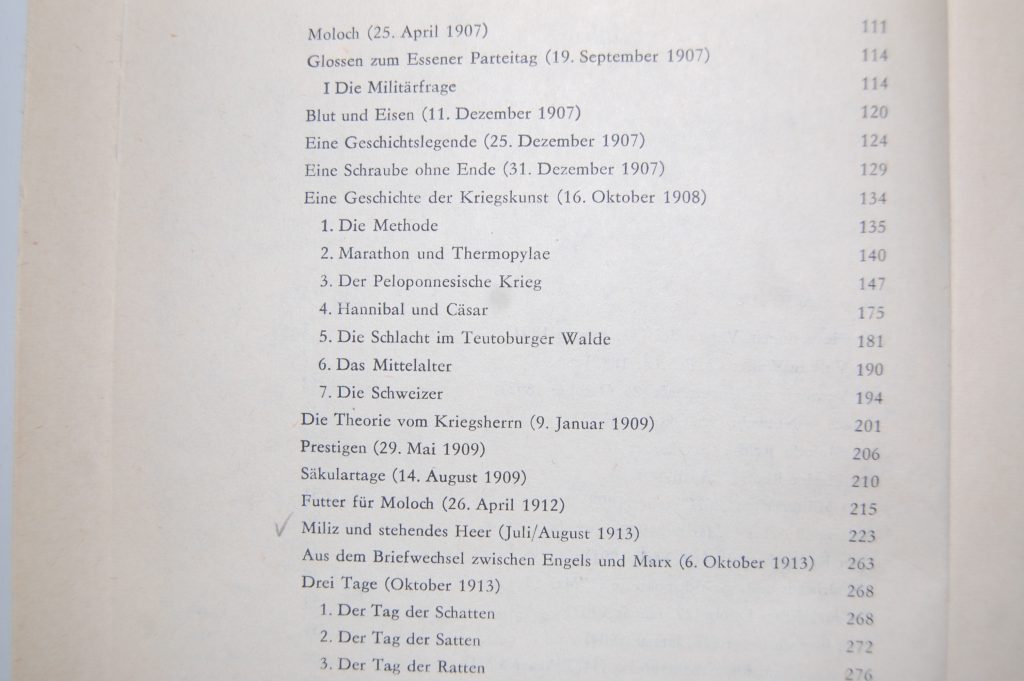 Moloch (25. April 1907) 111
Glossen zum Essener Parteitag (19. September 1907) 114
I Die Militärfrage 114
Blut und Eisen (11. Dezember 1907) 120
Eine Geschichtslegende (25. Dezember 1907) 124
Eine Schraube ohne Ende (31. Dezember 1907) 129
Eine Geschichte der Kriegskunst (16. Oktober 1908) 134
1. Die Methode 135
2. Marathon und Thermopylae 140
3. Der Peloponnesische Krieg 147
4. Hannibal und Cäsar 175
5. Die Schlacht im Teutoburger Walde 181
6. Das Mittelalter 190
7. Die Schweizer 194
Die Theorie vom Kriegsherrn (9. Januar 1909) 201
Prestigen (29. Mai 1909) 206
Säkulartage (14. August 1909) 210
Futter für Moloch (26. April 1912) 215
Miliz und stehendes Heer (Juli/August 1913) 223
Aus dem Briefwechsel zwischen Engels und Marx (6. Oktober 1913) 263
Drei Tage (Oktober 1913) 268
1. Der Tag der Schatten 268
2. Der Tag der Satten 272
3. Der Tag der Ratten 276